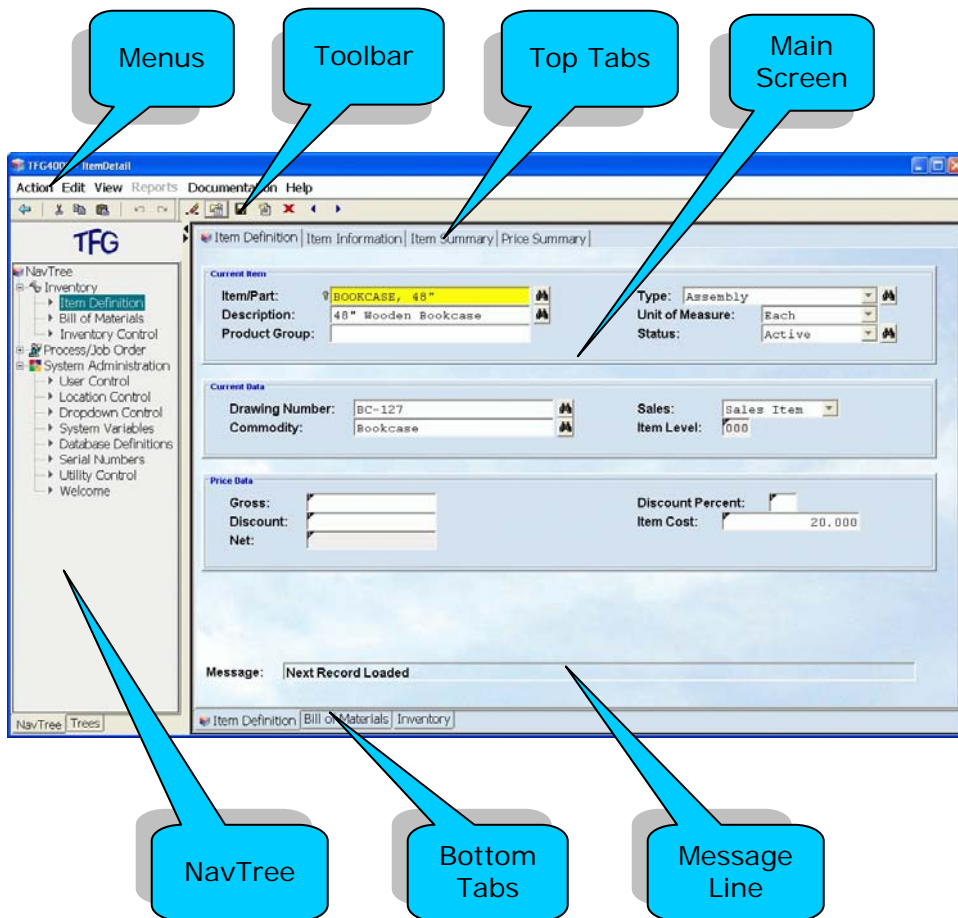 Menus
Toolbar
Top Tabs
Main
Screen
ItemDetail
Action Edit View Reports Documentation Help
TFG
NavTree
Inventory
Item Definition
Bill of Materials
Inventory Control
Process/Job Order
System Administration
User Control
Location Control
Dropdown Control
System Variables
Database Definitions
Serial Numbers
Utility Control
Welcome
NavTree Trees
Item Definition Item Information Item Summary Price Summary
Current Item
Item/Part: BOOKCASE, 48" Type: Assembly
Description: 48" Wooden Bookcase Unit of Measure: Each
Product Group: Status: Active
Current Data
Drawing Number: BC-127 Sales: Sales Item
Commodity: Bookcase Item Level: 000
Price Data
Gross: Discount Percent:
Discount: Item Cost: 20.000
Net:
Message: Next Record Loaded
Item Definition Bill of Materials Inventory
NavTree
Bottom
Tabs
Message
Line